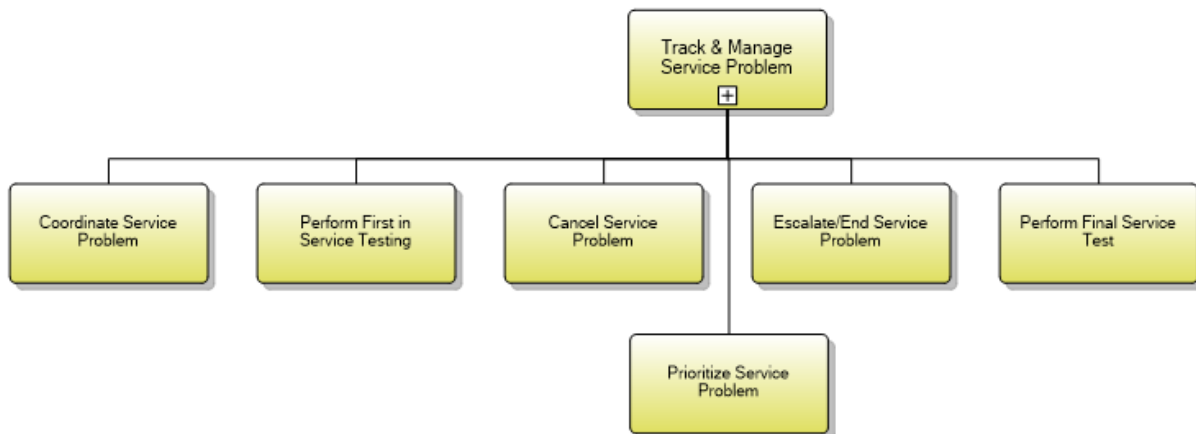 Track & Manage
Service Problem
Coordinate Service
Problem
Perform First in
Service Testing
Cancel Service
Problem
Escalate/End Service
Problem
Perform Final Service
Test
Prioritize Service
Problem